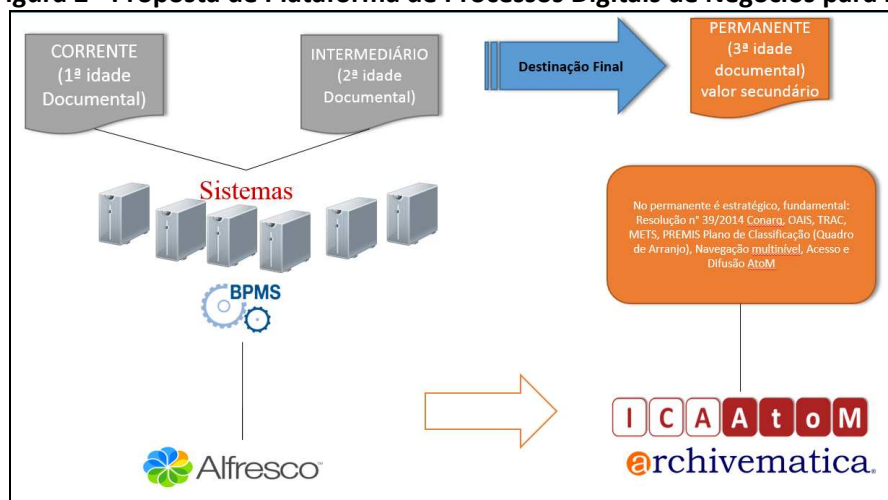 Proposta de Plataforma de Processos Digitais de Negócios para
CORRENTE
(1ª idade
Documental)
INTERMEDIÁRIO
(2ª idade
Documental)
Destinação Final
PERMANENTE
(3ª idade
documental)
valor secundário
Sistemas
BPMS
Alfresco
No permanente é estratégico, fundamental:
Resolução n° 39/2014 Conarq, OAIS, TRAC,
METS, PREMIS Plano de Classificação (Quadro
de Arranjo), Navegação multinível, Acesso e
Difusão AtoM
ICAAtoM
archivematica.